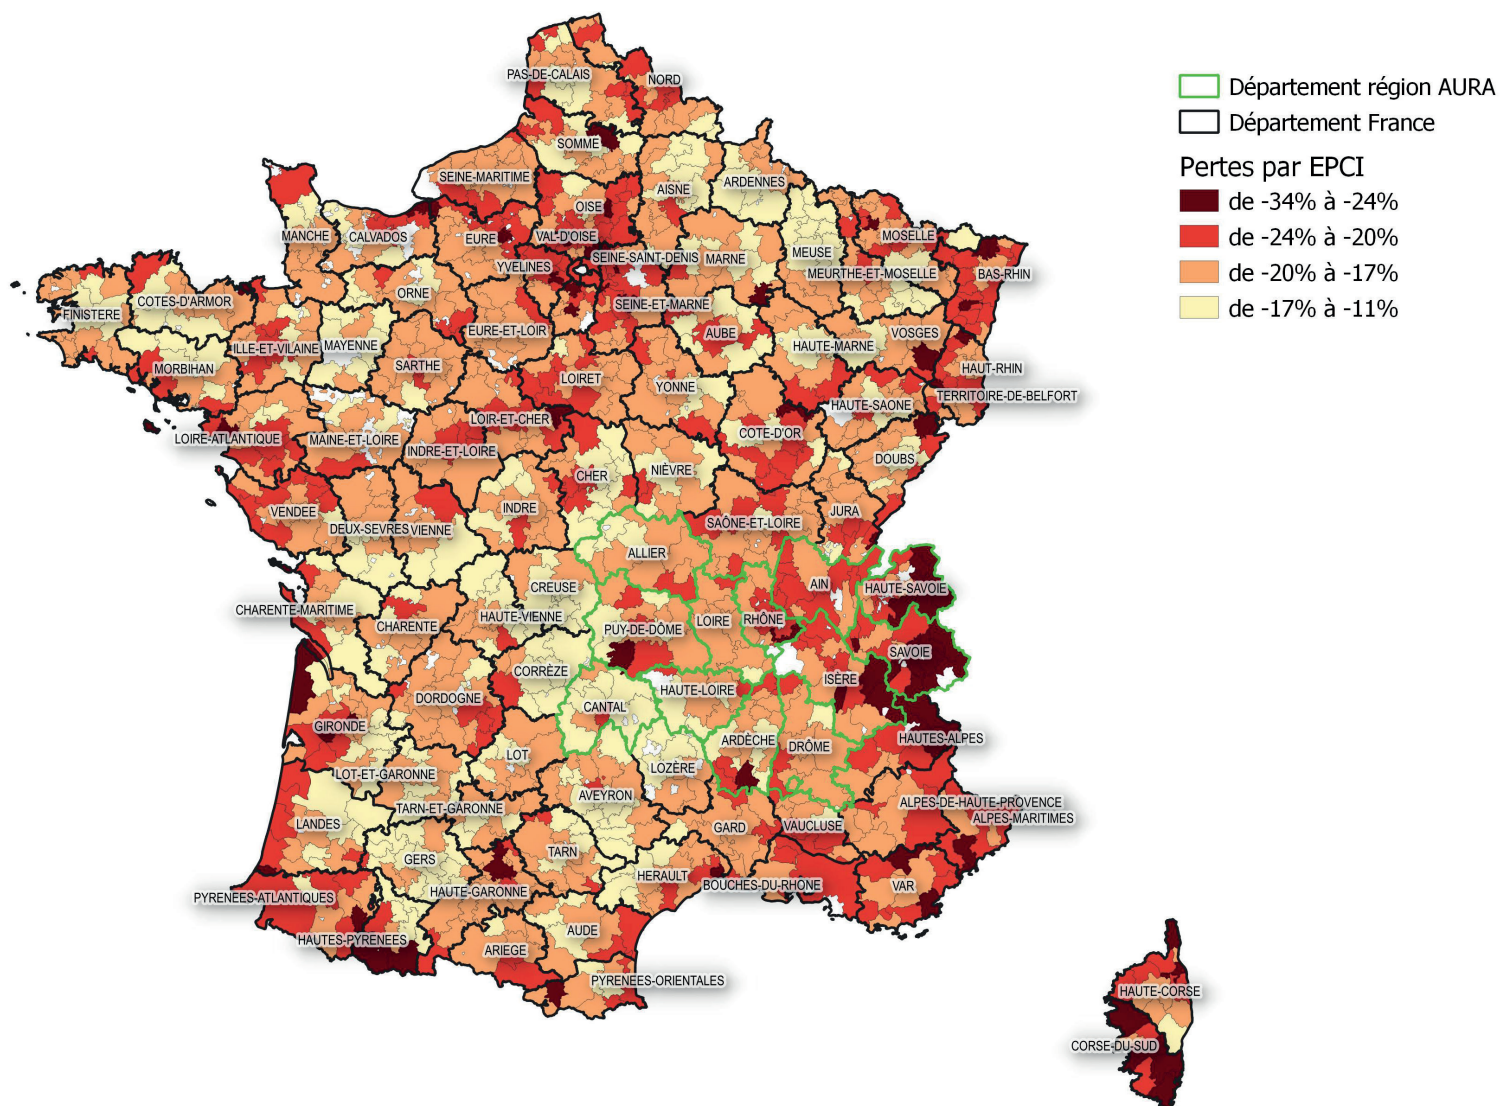 Département région AURA
Département France
Pertes par EPCI
de -34% à -24%
de -24% à -20%
de -20% à -17%
de -17% à -11%
PAS-DE-CALAIS
NORD
SOMME
SEINE-MARITIME
AISNE
ARDENNES
OISE
MANCHE
CALVADOS
EURE
VAL-D'OISE
MOSELLE
SEINE-SAINT-DENIS
MARNE
MEUSE
YVELINES
MEURTHE-ET-MOSELLE
BAS-RHIN
ORNE
COTES-D'ARMOR
SEINE-ET-MARNE
FINISTERE
EURE-ET-LOIR
AUBE
VOSGES
ILLE-ET-VILAINE
MAYENNE
HAUTE-MARNE
SARTHE
MORBIHAN
HAUT-RHIN
LOIRET
YONNE
TERRITOIRE-DE-BELFORT
HAUTE-SAONE
LOIR-ET-CHER
COTE-D'OR
LOIRE-ATLANTIQUE
MAINE-ET-LOIRE
INDRE-ET-LOIRE
DOUBS
NIÈVRE
CHER
INDRE
VENDEE
JURA
SAÔNE-ET-LOIRE
DEUX-SEVRES
VIENNE
ALLIER
AIN
CREUSE
HAUTE-SAVOIE
CHARENTE-MARITIME
HAUTE-VIENNE
RHÔNE
LOIRE
CHARENTE
PUY-DE-DÔME
SAVOIE
CORRÈZE
ISÈRE
HAUTE-LOIRE
DORDOGNE
CANTAL
GIRONDE
HAUTES-ALPES
ARDÈCHE
DRÔME
LOT
LOZÈRE
LOT-ET-GARONNE
AVEYRON
ALPES-DE-HAUTE-PROVENCE
TARN-ET-GARONNE
ALPES-MARITIMES
LANDES
GARD
VAUCLUSE
TARN
GERS
HERAULT
BOUCHES-DU-RHÔNE
VAR
HAUTE-GARONNE
PYRENEES-ATLANTIQUES
AUDE
HAUTES-PYRENEES
ARIEGE
PYRENEES-ORIENTALES
HAUTE-CORSE
CORSE-DU-SUD